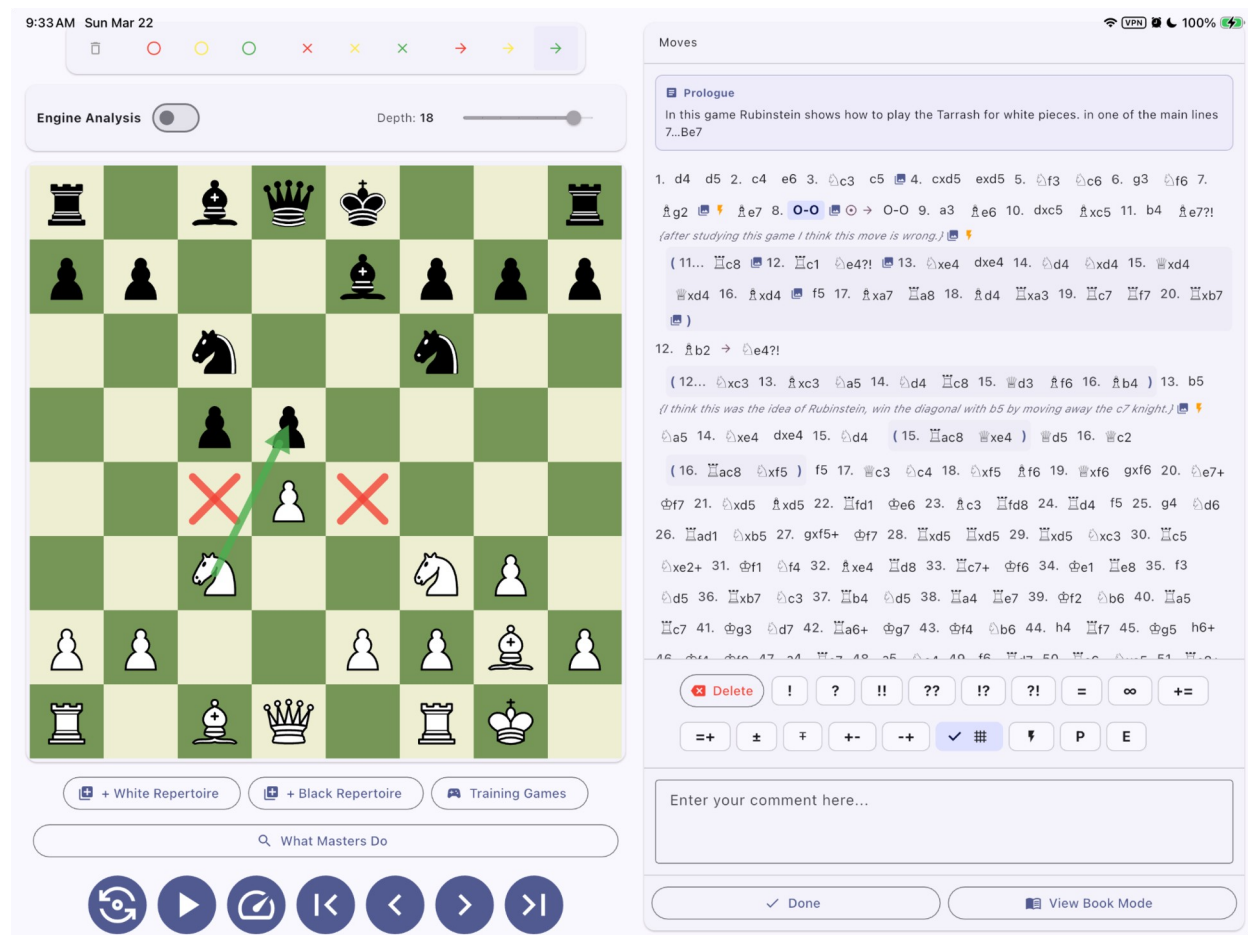 9:33 AM Sun Mar 22
VPN 100%
Engine Analysis
Depth: 18
+ White Repertoire
+ Black Repertoire
Training Games
What Masters Do
Moves
Prologue
In this game Rubinstein shows how to play the Tarrash for white pieces. in one of the main lines
7...Be7
1. d4 d5 2. c4 e6 3. ♘c3 c5 4. cxd5 exd5 5. ♘f3 ♘c6 6. g3 ♘f6 7.
♗g2 ♗e7 8. O-O → O-O 9. a3 ♗e6 10. dxc5 ♗xc5 11. b4 ♗e7?!
{after studying this game I think this move is wrong.}
(11... ♖c8 12. ♖c1 ♘e4?! 13. ♘xe4 dxe4 14. ♘d4 ♘xd4 15. ♕xd4
♕xd4 16. ♗xd4 f5 17. ♗xa7 ♖a8 18. ♗d4 ♖xa3 19. ♖c7 ♖f7 20. ♖xb7
)
12. ♗b2 → ♘e4?!
(12... ♘xc3 13. ♗xc3 ♘a5 14. ♘d4 ♖c8 15. ♕d3 ♗f6 16. ♗b4 ) 13. b5
{I think this was the idea of Rubinstein, win the diagonal with b5 by moving away the c7 knight.}
♘a5 14. ♘xe4 dxe4 15. ♘d4 (15. ♖ac8 ♕xe4 ) ♕d5 16. ♕c2
(16. ♖ac8 ♘xf5 ) f5 17. ♕c3 ♘c4 18. ♘xf5 ♗f6 19. ♕xf6 gxf6 20. ♘e7+
♔f7 21. ♘xd5 ♗xd5 22. ♖fd1 ♔e6 23. ♗c3 ♖fd8 24. ♖d4 f5 25. g4 ♘d6
26. ♖ad1 ♘xb5 27. gxf5+ ♔f7 28. ♖xd5 ♖xd5 29. ♖xd5 ♘xc3 30. ♖c5
♘xe2+ 31. ♔f1 ♘f4 32. ♗xe4 ♖d8 33. ♖c7+ ♔f6 34. ♔e1 ♖e8 35. f3
♘d5 36. ♖xb7 ♘c3 37. ♖b4 ♘d5 38. ♖a4 ♖e7 39. ♔f2 ♘b6 40. ♖a5
♖c7 41. ♔g3 ♘d7 42. ♖a6+ ♔g7 43. ♔f4 ♘b6 44. h4 ♖f7 45. ♔g5 h6+
Delete ! ? !! ?? !? ?! = ∞ +=
=+ ± ∓ +- -+ P E
Enter your comment here...
Done
View Book Mode